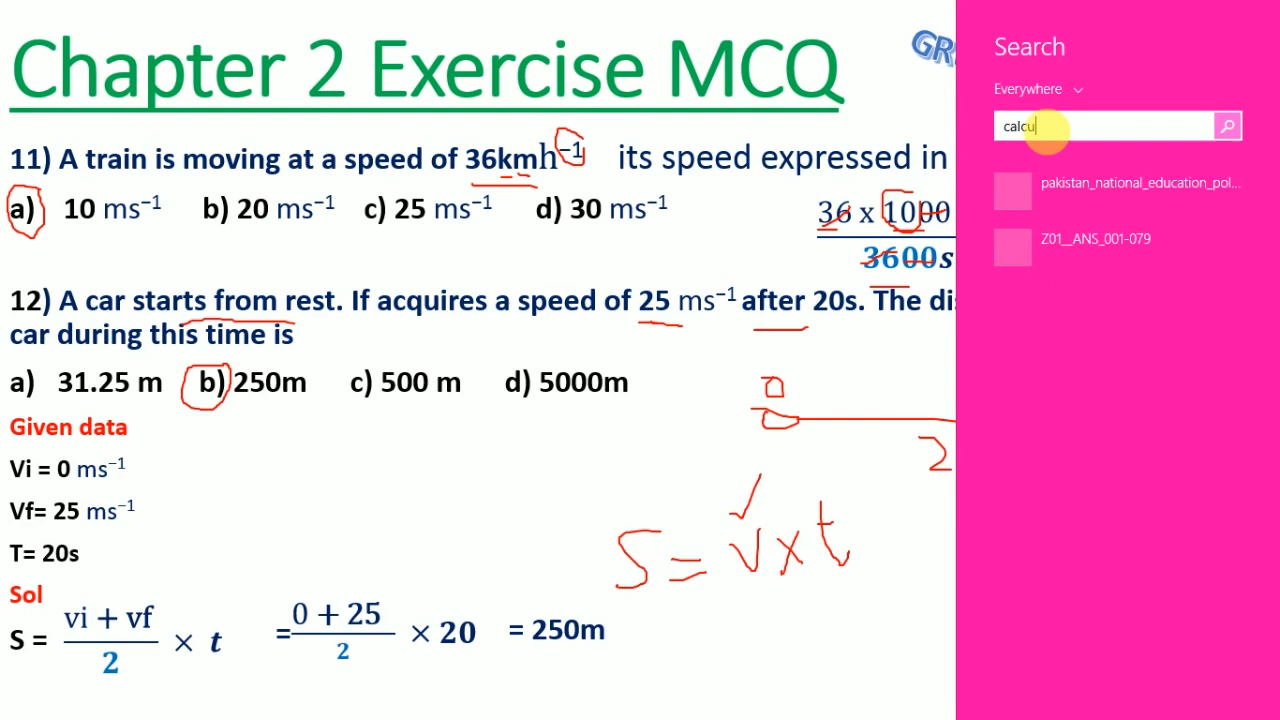 Chapter 2 Exercise MCQ
GR
11) A train is moving at a speed of 36kmh⁻¹ its speed expressed in
a) 10 ms⁻¹ b) 20 ms⁻¹ c) 25 ms⁻¹ d) 30 ms⁻¹
36 x 1000
3600s
12) A car starts from rest. If acquires a speed of 25 ms⁻¹ after 20s. The dis
car during this time is
a) 31.25 m b) 250m c) 500 m d) 5000m
0
2
Given data
Vi = 0 ms⁻¹
Vf= 25 ms⁻¹
T= 20s
S = v x t
Sol
S = vi + vf / 2 × t = 0 + 25 / 2 × 20 = 250m
Search
Everywhere
calcu
pakistan_national_education_pol...
Z01__ANS_001-079